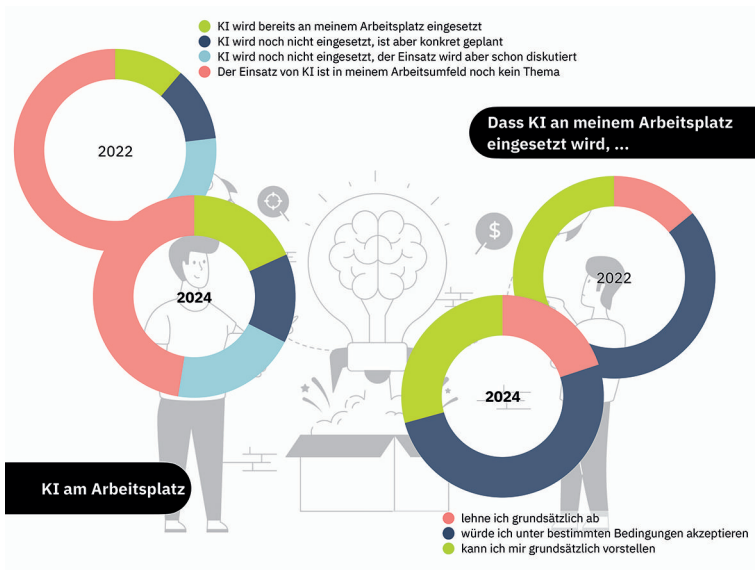 KI wird bereits an meinem Arbeitsplatz eingesetzt
KI wird noch nicht eingesetzt, ist aber konkret geplant
KI wird noch nicht eingesetzt, der Einsatz wird aber schon diskutiert
Der Einsatz von KI ist in meinem Arbeitsumfeld noch kein Thema
2022
2024
KI am Arbeitsplatz
Dass KI an meinem Arbeitsplatz
eingesetzt wird, ...
$
2022
2024
lehne ich grundsätzlich ab
würde ich unter bestimmten Bedingungen akzeptieren
kann ich mir grundsätzlich vorstellen